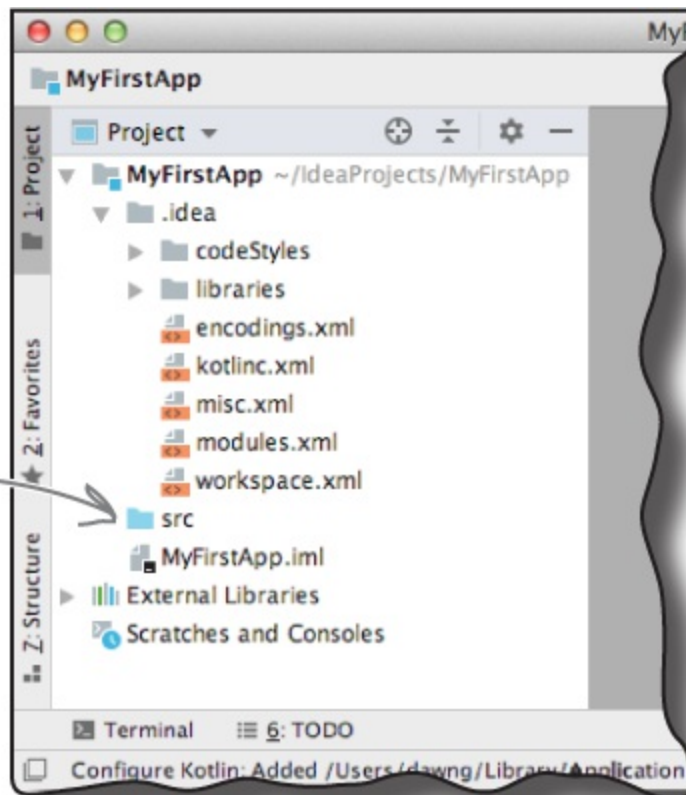 MyF
MyFirstApp
Project
MyFirstApp ~/IdeaProjects/MyFirstApp
.idea
codeStyles
libraries
encodings.xml
kotlinc.xml
misc.xml
modules.xml
workspace.xml
src
MyFirstApp.iml
External Libraries
Scratches and Consoles
1: Project
2: Favorites
Z: Structure
Terminal
6: TODO
Configure Kotlin: Added /Users/dawng/Library/Application